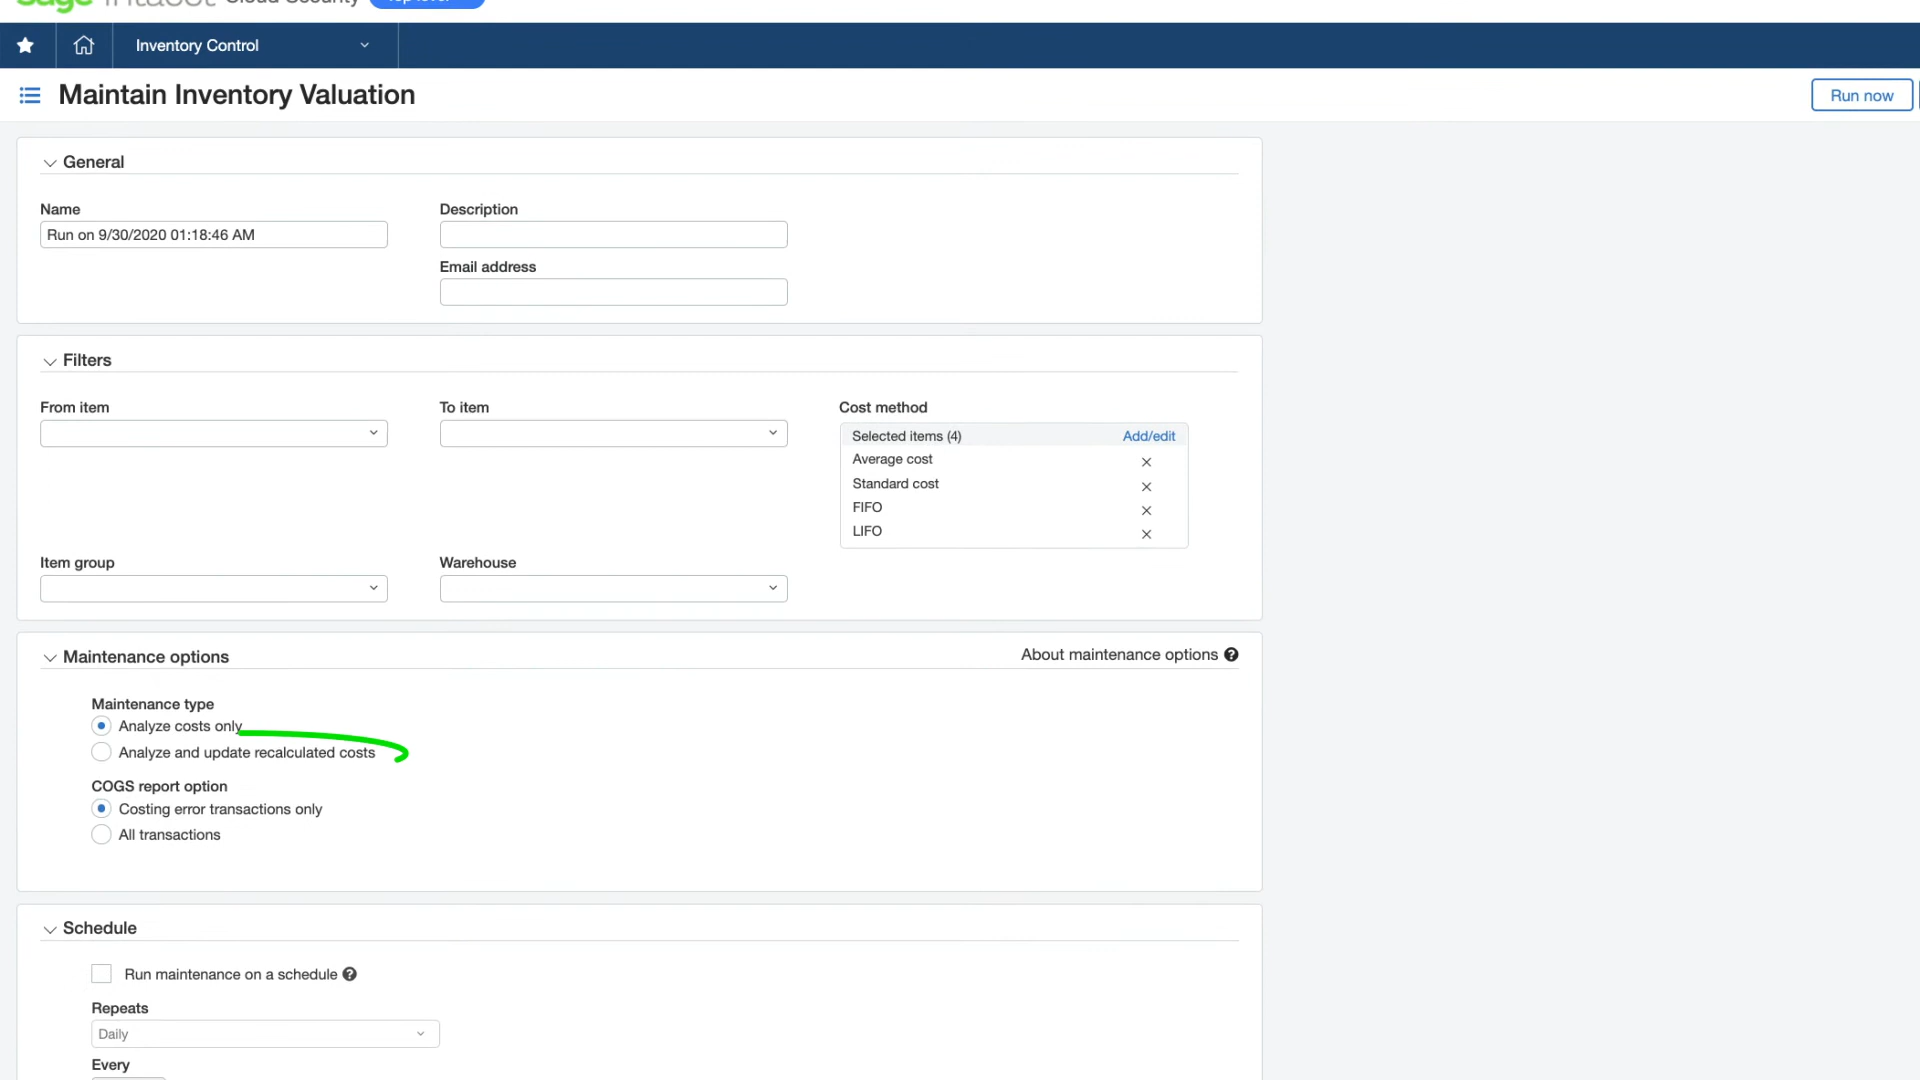 Sage Intacct Cloud Security Top level
Inventory Control
Maintain Inventory Valuation
Run now
General
Name
Description
Run on 9/30/2020 01:18:46 AM
Email address
Filters
From item
To item
Cost method
Selected items (4) Add/edit
Average cost
Standard cost
FIFO
LIFO
Item group
Warehouse
Maintenance options
About maintenance options
Maintenance type
Analyze costs only
Analyze and update recalculated costs
COGS report option
Costing error transactions only
All transactions
Schedule
Run maintenance on a schedule
Repeats
Daily
Every